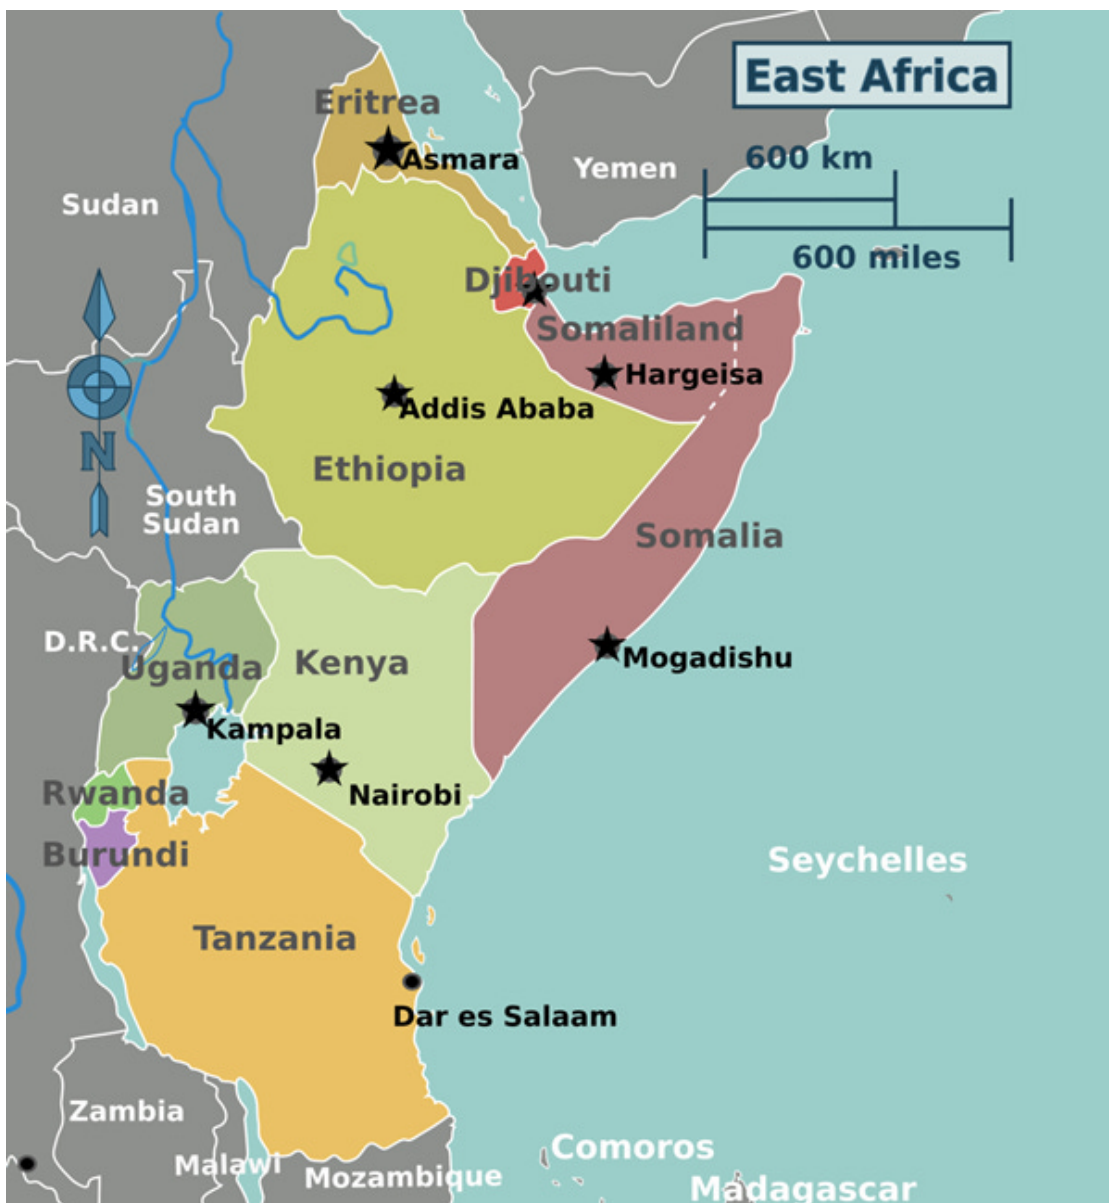 East Africa
Eritrea
600 km
Asmara
Yemen
Sudan
600 miles
Djibouti
Somaliland
Hargeisa
Addis Ababa
N
Ethiopia
South
Sudan
Somalia
D.R.C.
Uganda
Kenya
Mogadishu
Kampala
Rwanda
Nairobi
Burundi
Seychelles
Tanzania
Dar es Salaam
Zambia
Comoros
Malawi
Mozambique
Madagascar